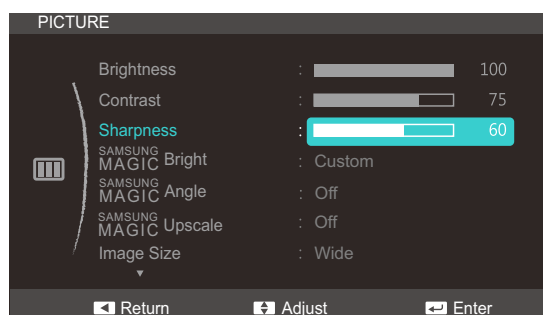 PICTURE
Brightness : 100
Contrast : 75
Sharpness : 60
SAMSUNG MAGIC Bright : Custom
SAMSUNG MAGIC Angle : Off
SAMSUNG MAGIC Upscale : Off
Image Size : Wide
Return Adjust Enter